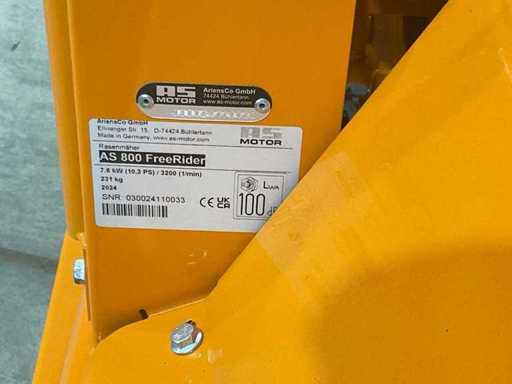 AS MOTOR
AriensCo GmbH
74424 Bühlertann
www.as-motor.com
AriensCo GmbH
Ellwanger Str. 15, D-74424 Bühlertann
Made in Germany, www.as-motor.com
AS MOTOR
Rasenmäher
AS 800 FreeRider
7.6 kW (10.3 PS) / 3200 (1/min)
231 kg
2024
SNR: 030024110033
CE UK CA
LWA
100 dB